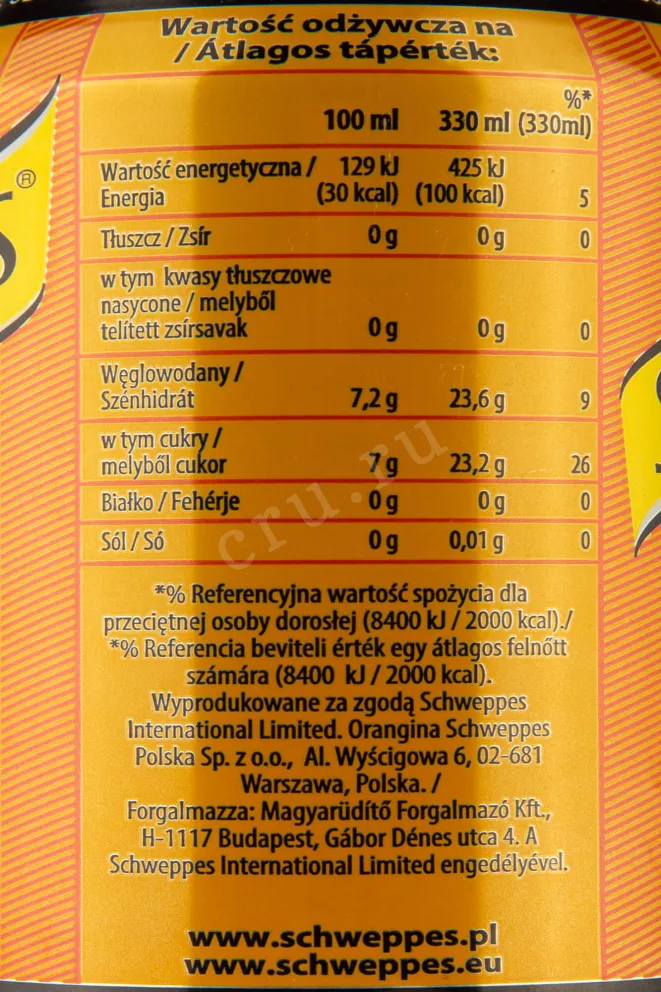 Wartość odżywcza na
/ Átlagos tápérték:
%*
100 ml 330 ml (330ml)
Wartość energetyczna / 129 kJ 425 kJ
Energia (30 kcal) (100 kcal) 5
Tłuszcz / Zsír 0 g 0 g 0
w tym kwasy tłuszczowe
nasycone / melyből
telített zsírsavak 0 g 0 g 0
Węglowodany /
Szénhidrát 7,2 g 23,6 g 9
w tym cukry /
melyből cukor 7 g 23,2 g 26
Białko / Fehérje 0 g 0 g 0
Sól / Só 0 g 0,01 g 0
*% Referencyjna wartość spożycia dla
przeciętnej osoby dorosłej (8400 kJ / 2000 kcal)./
*% Referencia beviteli érték egy átlagos felnőtt
számára (8400 kJ / 2000 kcal).
Wyprodukowane za zgodą Schweppes
International Limited. Orangina Schweppes
Polska Sp. z o.o., Al. Wyścigowa 6, 02-681
Warszawa, Polska. /
Forgalmazza: Magyarüdítő Forgalmazó Kft.,
H-1117 Budapest, Gábor Dénes utca 4. A
Schweppes International Limited engedélyével.
www.schweppes.pl
www.schweppes.eu
cru.ru
®